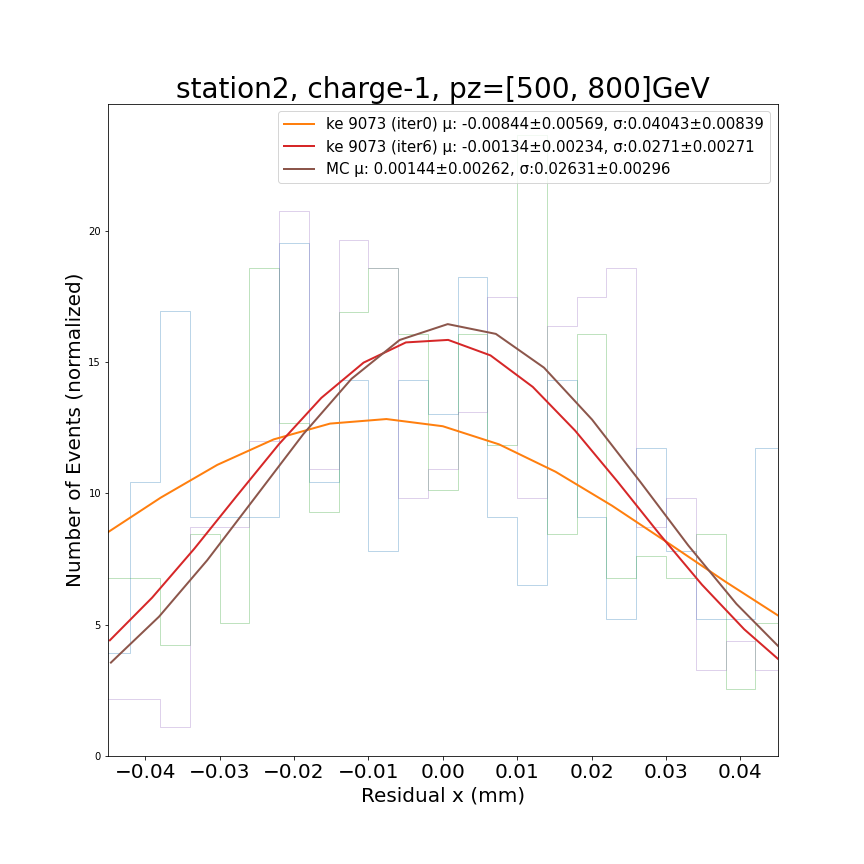 station2, charge-1, pz=[500, 800]GeV
ke 9073 (iter0) μ: -0.00844±0.00569, σ:0.04043±0.00839
ke 9073 (iter6) μ: -0.00134±0.00234, σ:0.0271±0.00271
MC μ: 0.00144±0.00262, σ:0.02631±0.00296
Number of Events (normalized)
20
15
10
5
0
−0.04 −0.03 −0.02 −0.01 0.00 0.01 0.02 0.03 0.04
Residual x (mm)